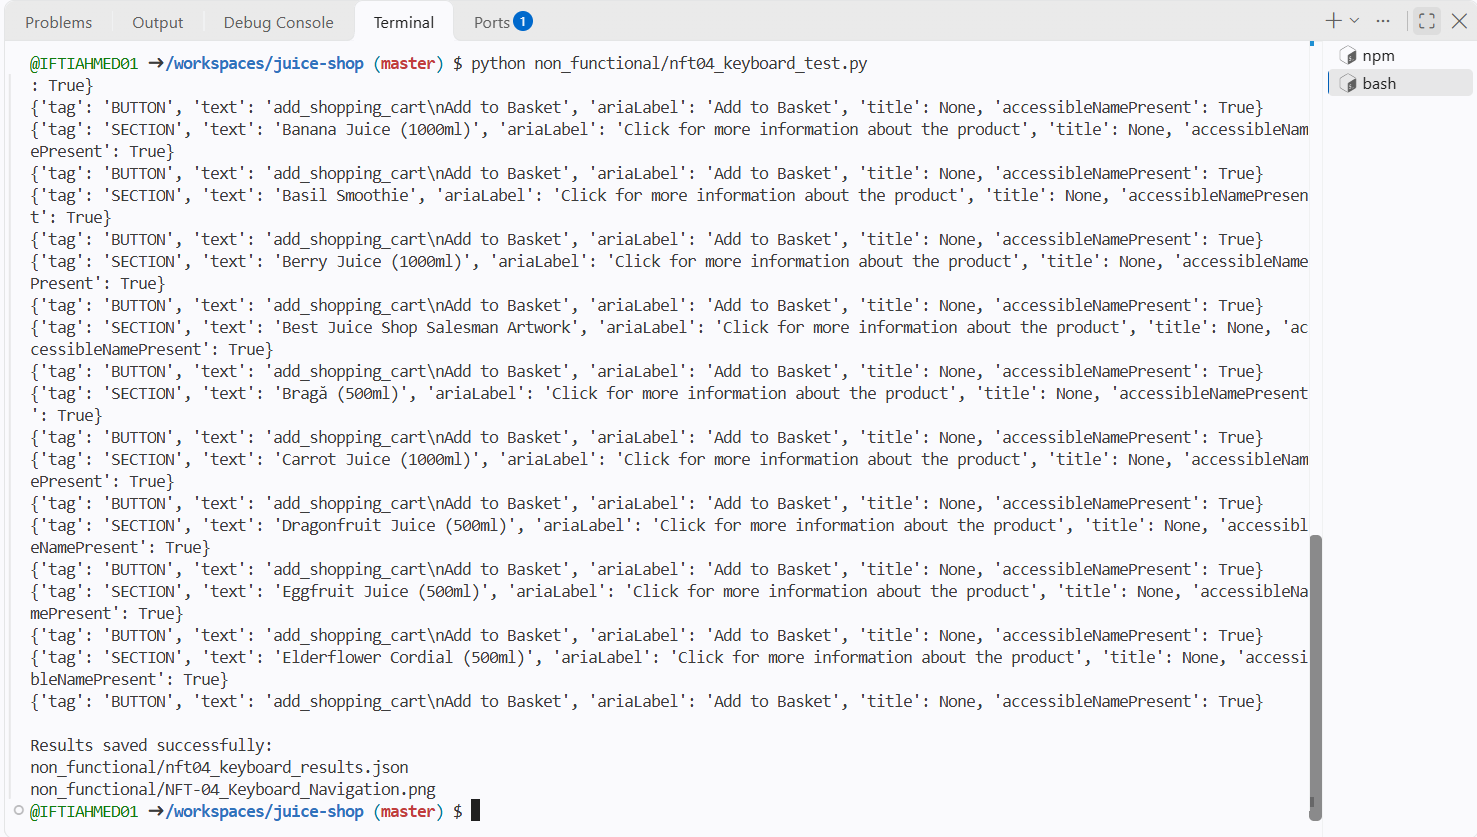 Problems Output Debug Console Terminal Ports 1
@IFTIAHMED01 ➜/workspaces/juice-shop (master) $ python non_functional/nft04_keyboard_test.py
: True}
{'tag': 'BUTTON', 'text': 'add_shopping_cart\nAdd to Basket', 'ariaLabel': 'Add to Basket', 'title': None, 'accessibleNamePresent': True}
{'tag': 'SECTION', 'text': 'Banana Juice (1000ml)', 'ariaLabel': 'Click for more information about the product', 'title': None, 'accessibleNam
ePresent': True}
{'tag': 'BUTTON', 'text': 'add_shopping_cart\nAdd to Basket', 'ariaLabel': 'Add to Basket', 'title': None, 'accessibleNamePresent': True}
{'tag': 'SECTION', 'text': 'Basil Smoothie', 'ariaLabel': 'Click for more information about the product', 'title': None, 'accessibleNamePresen
t': True}
{'tag': 'BUTTON', 'text': 'add_shopping_cart\nAdd to Basket', 'ariaLabel': 'Add to Basket', 'title': None, 'accessibleNamePresent': True}
{'tag': 'SECTION', 'text': 'Berry Juice (1000ml)', 'ariaLabel': 'Click for more information about the product', 'title': None, 'accessibleName
Present': True}
{'tag': 'BUTTON', 'text': 'add_shopping_cart\nAdd to Basket', 'ariaLabel': 'Add to Basket', 'title': None, 'accessibleNamePresent': True}
{'tag': 'SECTION', 'text': 'Best Juice Shop Salesman Artwork', 'ariaLabel': 'Click for more information about the product', 'title': None, 'ac
cessibleNamePresent': True}
{'tag': 'BUTTON', 'text': 'add_shopping_cart\nAdd to Basket', 'ariaLabel': 'Add to Basket', 'title': None, 'accessibleNamePresent': True}
{'tag': 'SECTION', 'text': 'Bragă (500ml)', 'ariaLabel': 'Click for more information about the product', 'title': None, 'accessibleNamePresent
': True}
{'tag': 'BUTTON', 'text': 'add_shopping_cart\nAdd to Basket', 'ariaLabel': 'Add to Basket', 'title': None, 'accessibleNamePresent': True}
{'tag': 'SECTION', 'text': 'Carrot Juice (1000ml)', 'ariaLabel': 'Click for more information about the product', 'title': None, 'accessibleNam
ePresent': True}
{'tag': 'BUTTON', 'text': 'add_shopping_cart\nAdd to Basket', 'ariaLabel': 'Add to Basket', 'title': None, 'accessibleNamePresent': True}
{'tag': 'SECTION', 'text': 'Dragonfruit Juice (500ml)', 'ariaLabel': 'Click for more information about the product', 'title': None, 'accessibl
eNamePresent': True}
{'tag': 'BUTTON', 'text': 'add_shopping_cart\nAdd to Basket', 'ariaLabel': 'Add to Basket', 'title': None, 'accessibleNamePresent': True}
{'tag': 'SECTION', 'text': 'Eggfruit Juice (500ml)', 'ariaLabel': 'Click for more information about the product', 'title': None, 'accessibleNa
mePresent': True}
{'tag': 'BUTTON', 'text': 'add_shopping_cart\nAdd to Basket', 'ariaLabel': 'Add to Basket', 'title': None, 'accessibleNamePresent': True}
{'tag': 'SECTION', 'text': 'Elderflower Cordial (500ml)', 'ariaLabel': 'Click for more information about the product', 'title': None, 'accessi
bleNamePresent': True}
{'tag': 'BUTTON', 'text': 'add_shopping_cart\nAdd to Basket', 'ariaLabel': 'Add to Basket', 'title': None, 'accessibleNamePresent': True}
Results saved successfully:
non_functional/nft04_keyboard_results.json
non_functional/NFT-04_Keyboard_Navigation.png
@IFTIAHMED01 ➜/workspaces/juice-shop (master) $
npm
bash